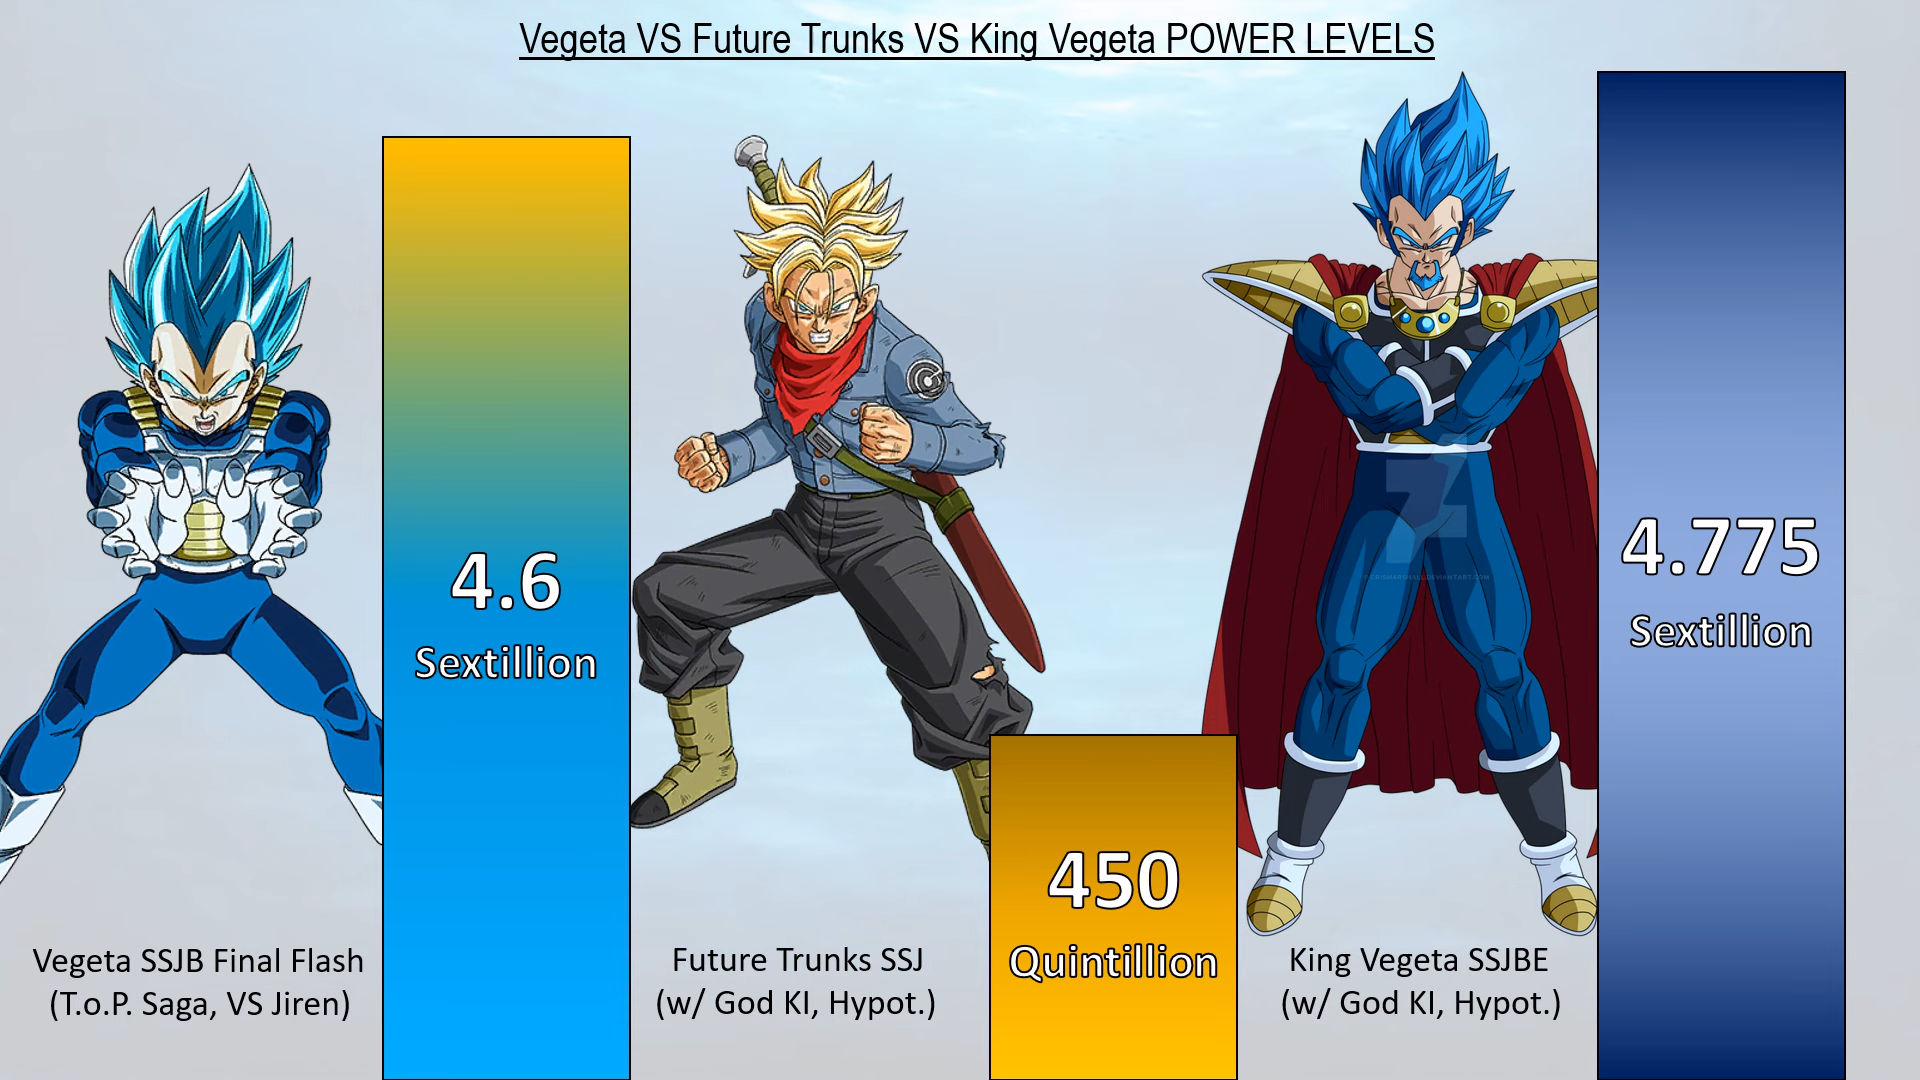 Vegeta VS Future Trunks VS King Vegeta POWER LEVELS
4.6
Sextillion
Vegeta SSJB Final Flash
(T.o.P. Saga, VS Jiren)
450
Quintillion
Future Trunks SSJ
(w/ God KI, Hypot.)
4.775
Sextillion
King Vegeta SSJBE
(w/ God KI, Hypot.)